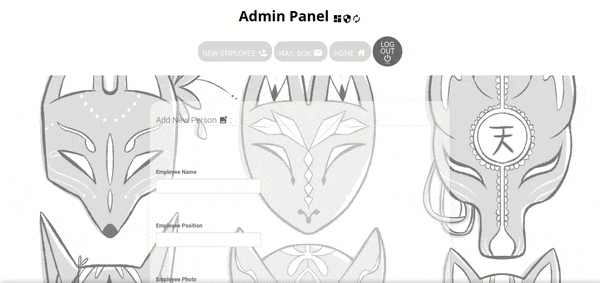 Admin Panel
NEW EMPLOYEE
MAIL BOX
HOME
LOG
OUT
Add New Person
天
Employee Name
Employee Position
Employee Photo